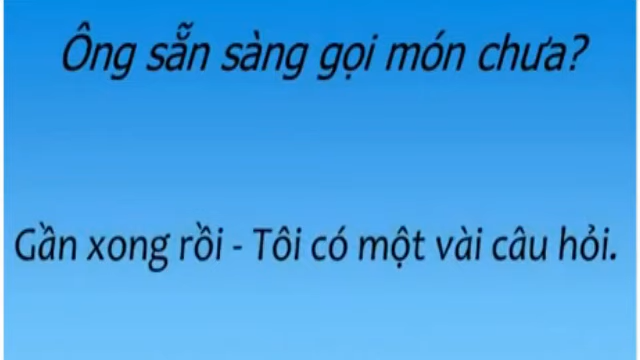 Ông sẵn sàng gọi món chưa?
Gần xong rồi - Tôi có một vài câu hỏi.